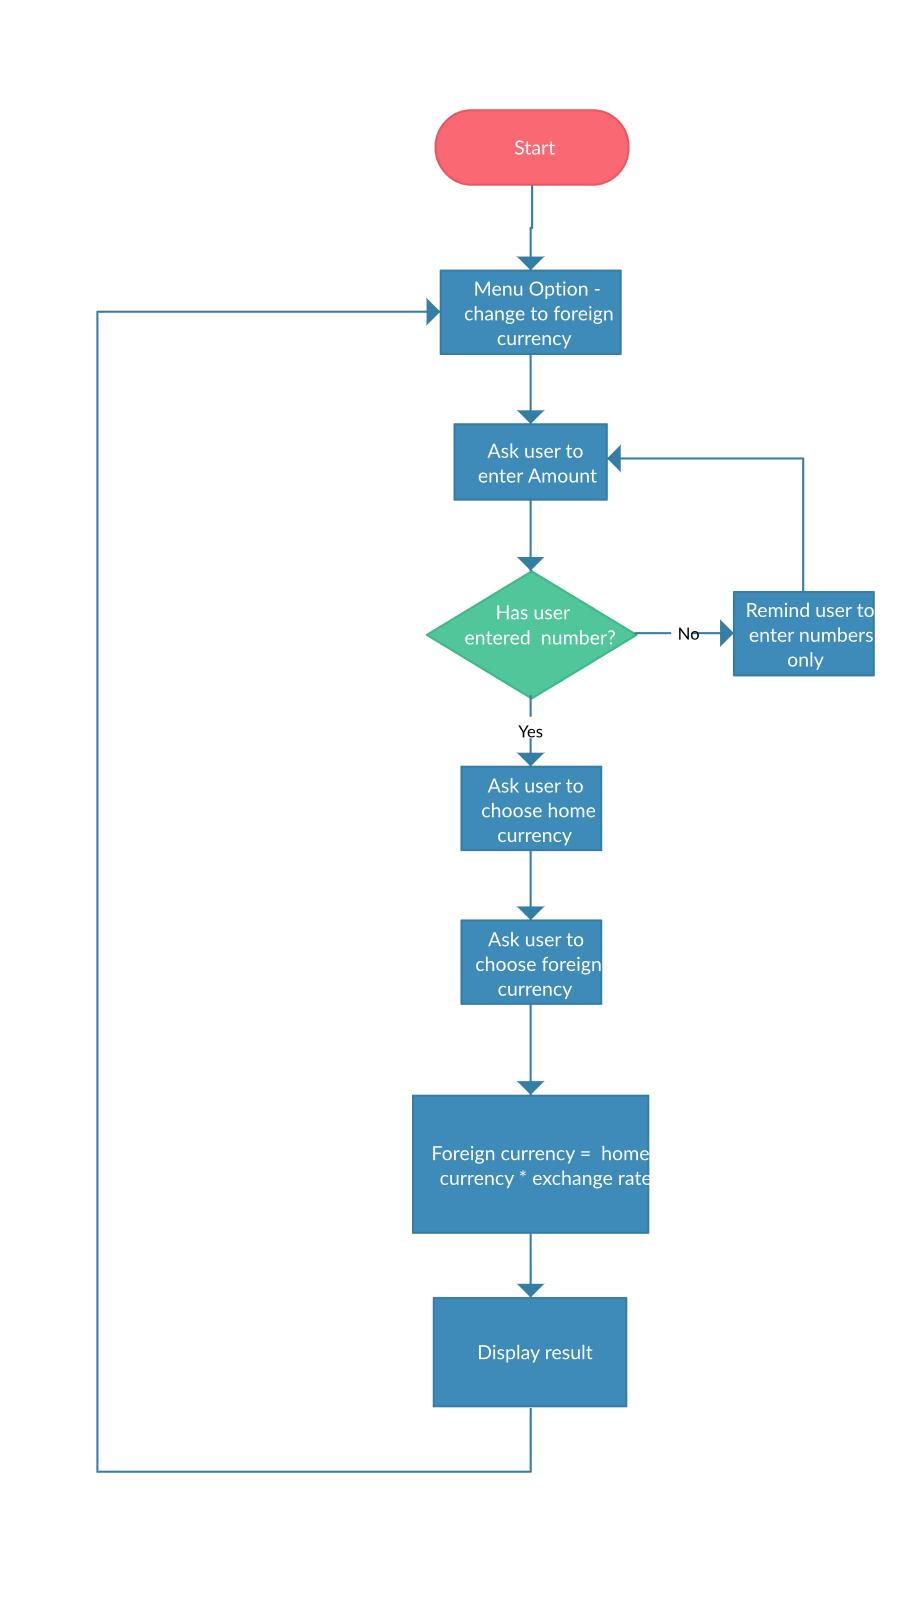 Start
Menu Option -
change to foreign
currency
Ask user to
enter Amount
Has user
entered  number?
No
Remind user to
enter numbers
only
Yes
Ask user to
choose home
currency
Ask user to
choose foreign
currency
Foreign currency =  home
currency * exchange rate
Display result